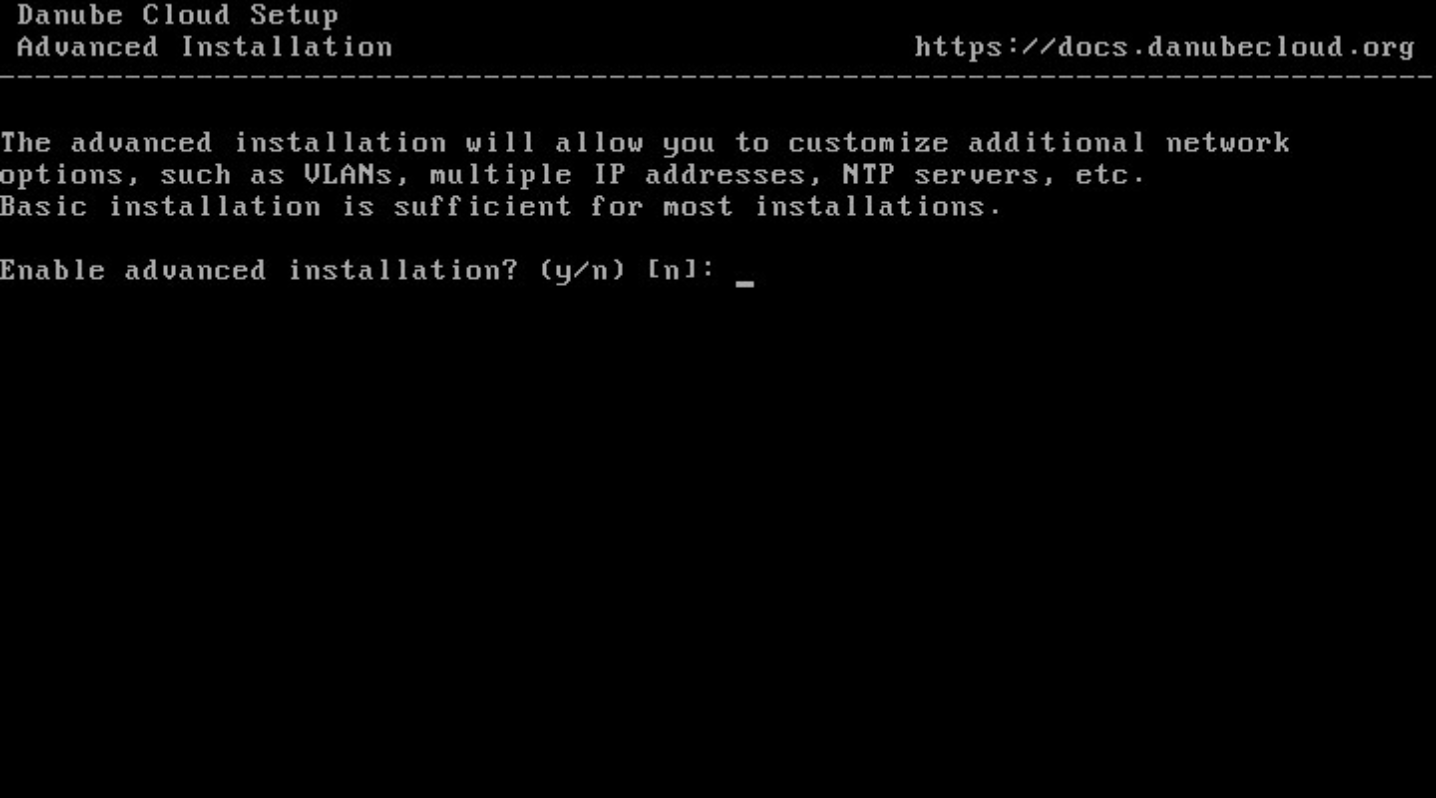 Danube Cloud Setup
Advanced Installation https://docs.danubecloud.org
--------------------------------------------------------------------------------
The advanced installation will allow you to customize additional network
options, such as VLANs, multiple IP addresses, NTP servers, etc.
Basic installation is sufficient for most installations.
Enable advanced installation? (y/n) [n]: _